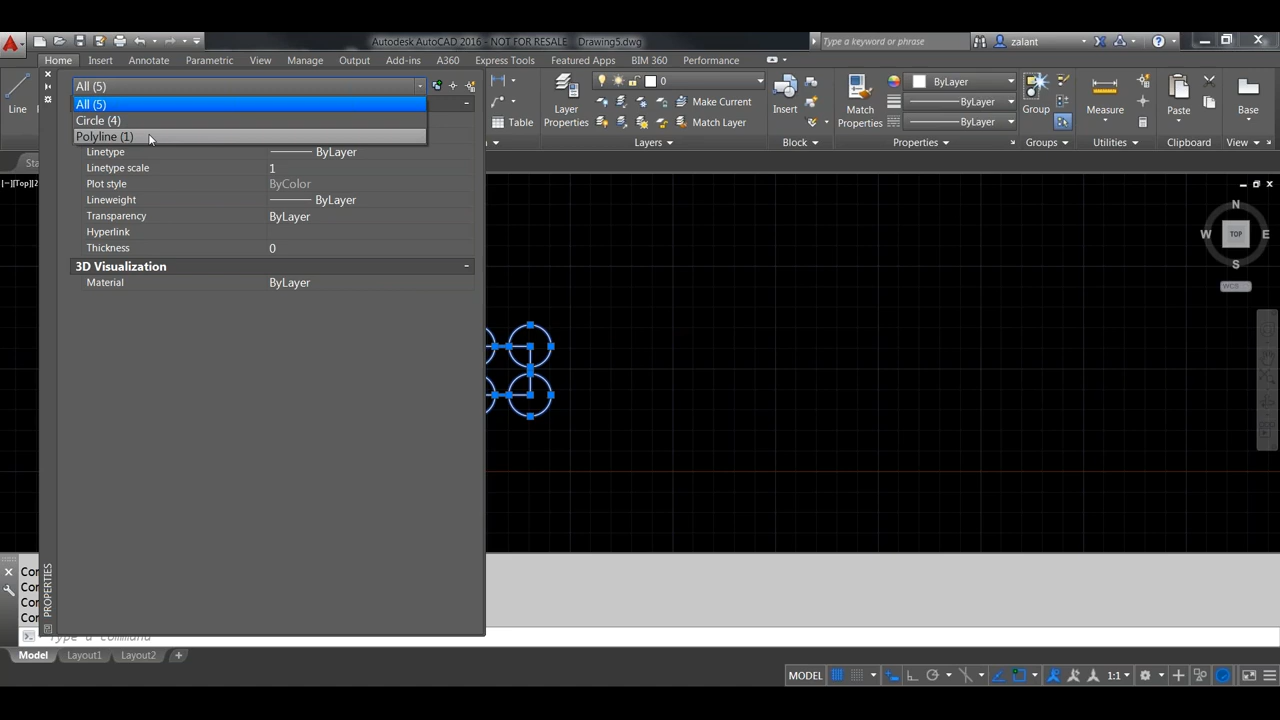 Autodesk AutoCAD 2016 - NOT FOR RESALE Drawing5.dwg
Type a keyword or phrase
zalant
Home Insert Annotate Parametric View Manage Output Add-ins A360 Express Tools Featured Apps BIM 360 Performance
All (5)
All (5)
Circle (4)
Polyline (1)
Linetype ByLayer
Linetype scale 1
Plot style ByColor
Lineweight ByLayer
Transparency ByLayer
Hyperlink
Thickness 0
3D Visualization
Material ByLayer
PROPERTIES
Line
Table
Layer
Properties
0
Make Current
Match Layer
Layers
Insert
Block
Match
Properties
ByLayer
ByLayer
ByLayer
Properties
Group
Groups
Measure
Utilities
Paste
Clipboard
Base
View
[−][Top][2
N
W TOP E
S
WCS
Type a command
Model Layout1 Layout2 +
MODEL 1:1